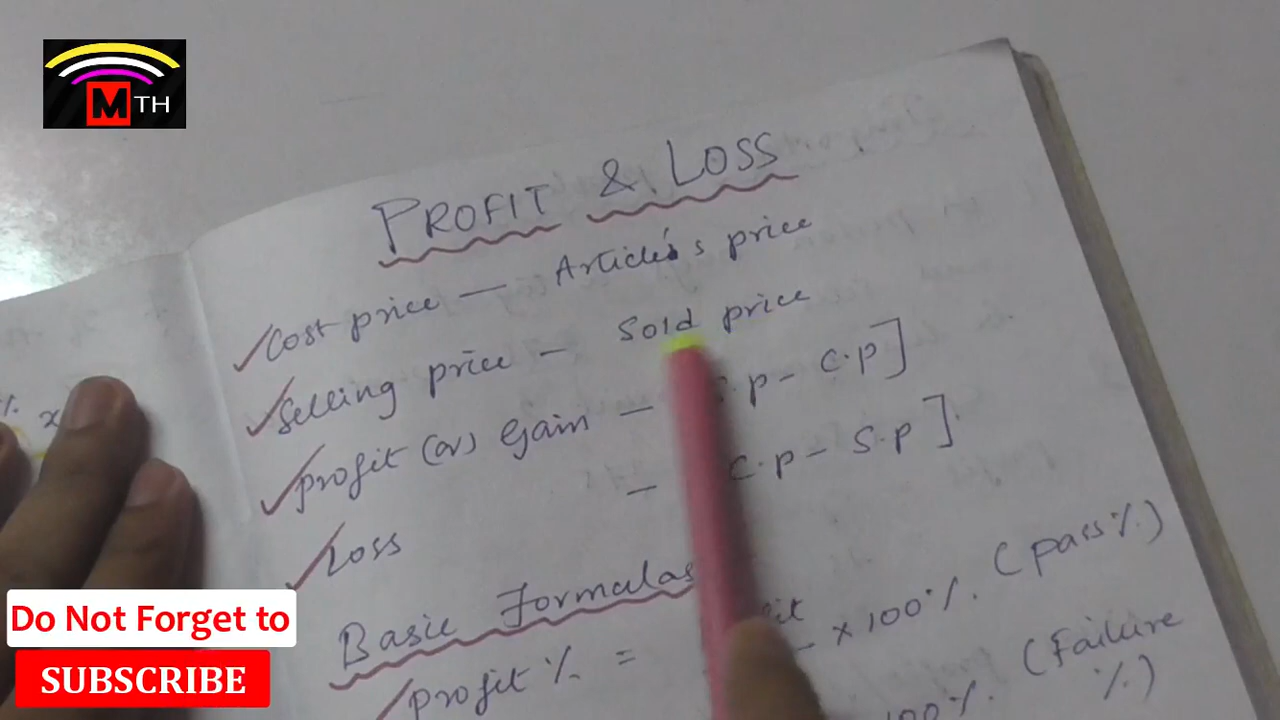 MTH
PROFIT & LOSS
Cost price — Article's price
Selling price — Sold price
profit (or) Gain — S.p - C.p]
Loss — C.p - S.p]
Basic Formulas
profit % = × 100%. (pass%)
100%. (Failure
%)
% x
Do Not Forget to
SUBSCRIBE